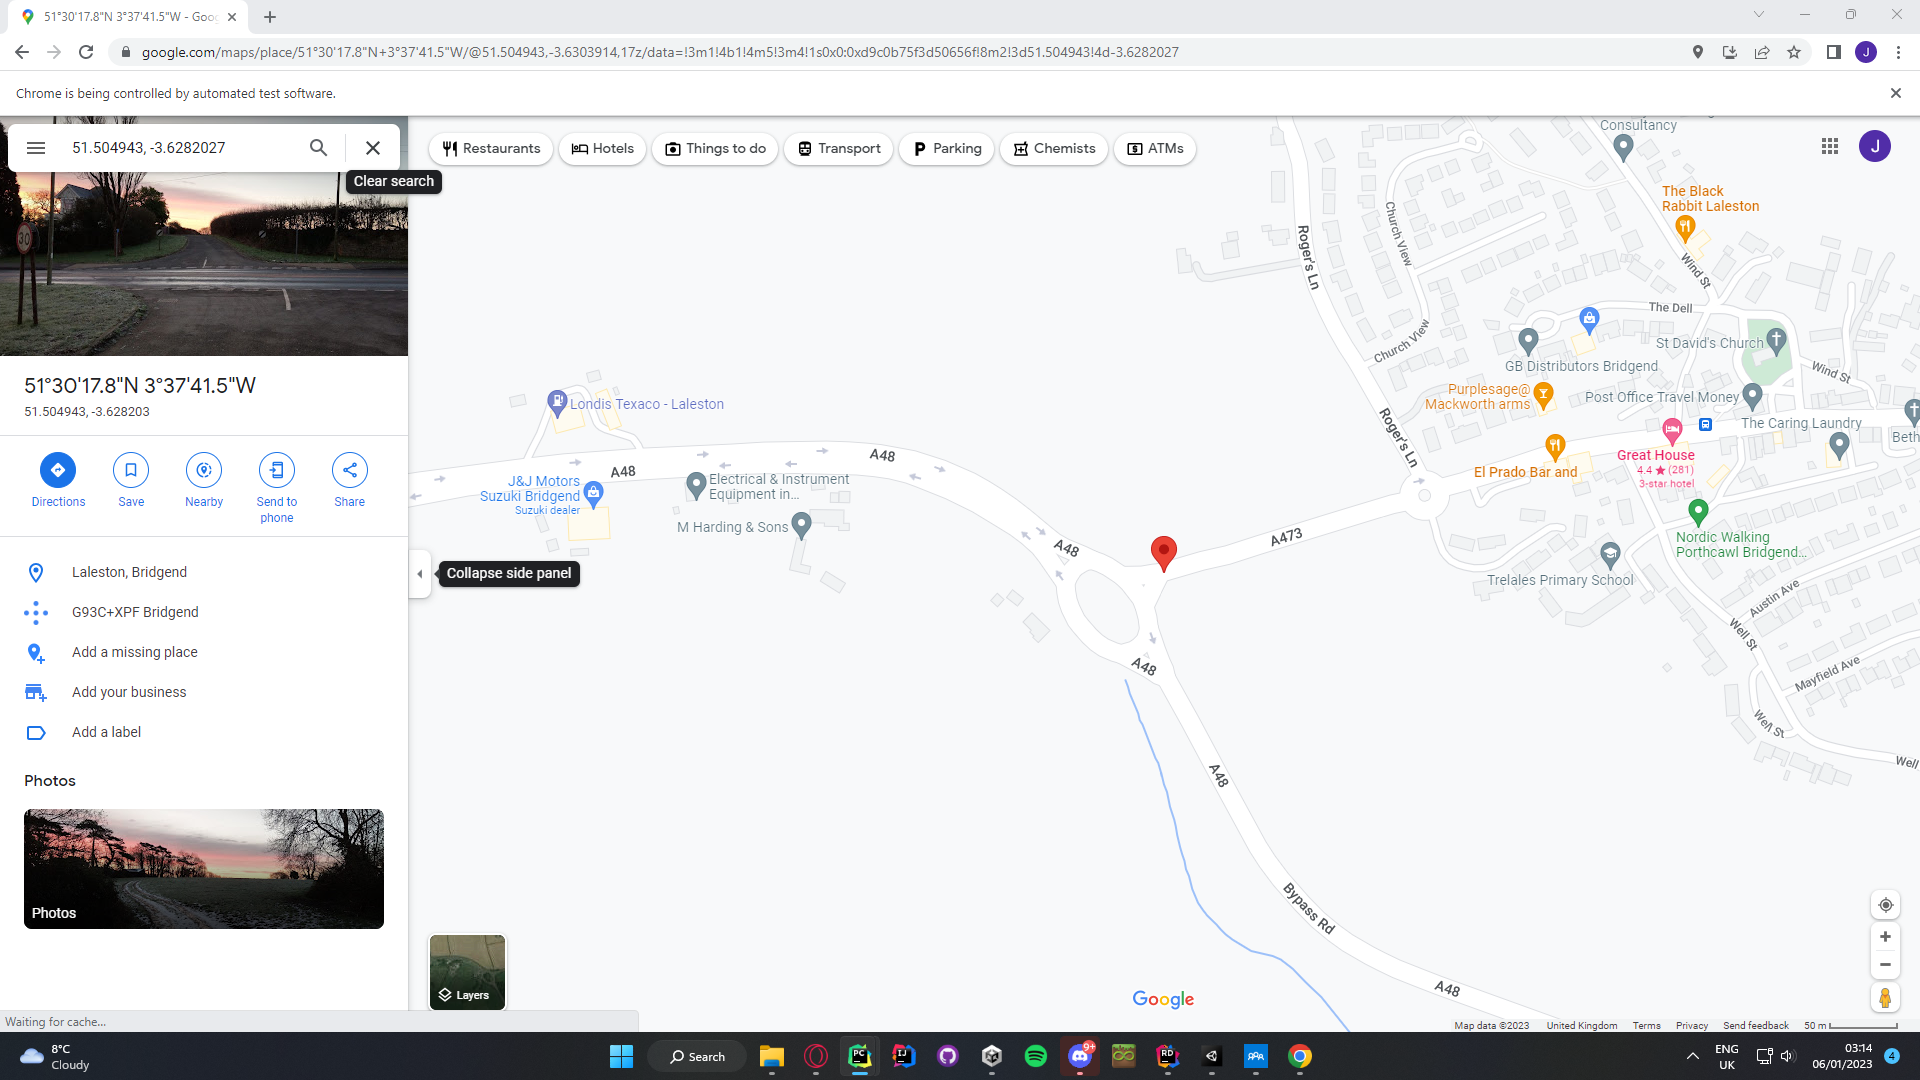 51°30'17.8"N 3°37'41.5"W - Goo
google.com/maps/place/51°30'17.8"N+3°37'41.5"W/@51.504943,-3.6303914,17z/data=!3m1!4b1!4m5!3m4!1s0x0:0xd9c0b75f3d50656f!8m2!3d51.504943!4d-3.6282027
J
Chrome is being controlled by automated test software.
51.504943, -3.6282027
Clear search
Restaurants
Hotels
Things to do
Transport
Parking
Chemists
ATMs
J
30
51°30'17.8"N 3°37'41.5"W
51.504943, -3.628203
Directions
Save
Nearby
Send to
phone
Share
Laleston, Bridgend
G93C+XPF Bridgend
Add a missing place
Add your business
Add a label
Photos
Photos
Collapse side panel
Consultancy
The Black
Rabbit Laleston
Wind St
Roger's Ln
Church View
Church View
The Dell
St David's Church
GB Distributors Bridgend
Wind St
Purplesage@
Mackworth arms
Post Office Travel Money
The Caring Laundry
Beth
Roger's Ln
Great House
4.4 ★ (281)
3-star hotel
El Prado Bar and
Londis Texaco - Laleston
A48
A48
J&J Motors
Suzuki Bridgend
Suzuki dealer
Electrical & Instrument
Equipment in...
M Harding & Sons
A48
A473
Nordic Walking
Porthcawl Bridgend...
Trelales Primary School
Austin Ave
Well St
Mayfield Ave
Well St
Well
A48
A48
Bypass Rd
A48
Layers
Google
Waiting for cache...
Map data ©2023
United Kingdom
Terms
Privacy
Send feedback
50 m
8°C
Cloudy
Search
PC
IJ
9+
RD
ENG
UK
03:14
06/01/2023
4